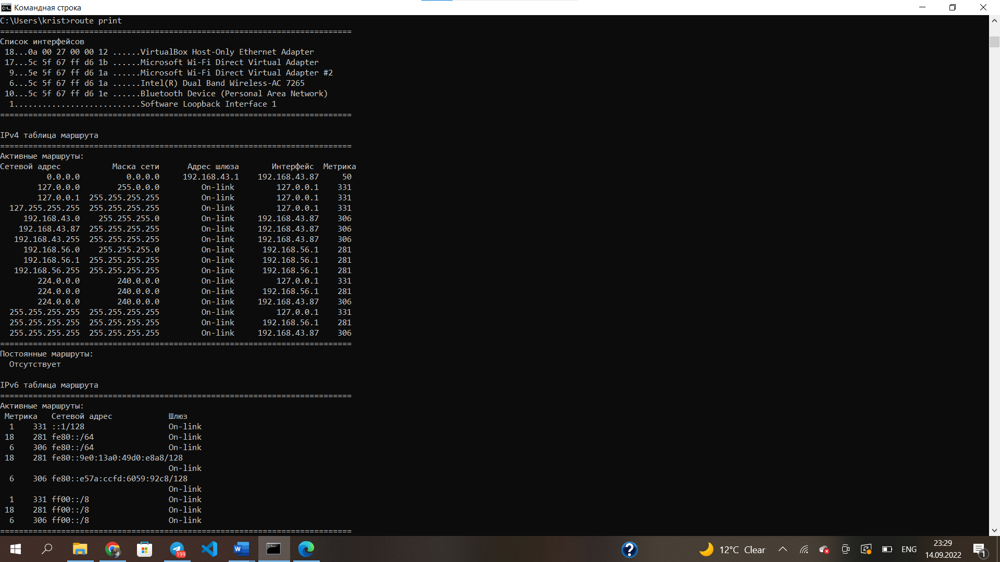 Командная строка
C:\Users\krist>route print
===========================================================================
Список интерфейсов
 18...0a 00 27 00 00 12 ......VirtualBox Host-Only Ethernet Adapter
 17...5c 5f 67 ff d6 1b ......Microsoft Wi-Fi Direct Virtual Adapter
  9...5e 5f 67 ff d6 1a ......Microsoft Wi-Fi Direct Virtual Adapter #2
  6...5c 5f 67 ff d6 1a ......Intel(R) Dual Band Wireless-AC 7265
 10...5c 5f 67 ff d6 1e ......Bluetooth Device (Personal Area Network)
  1...........................Software Loopback Interface 1
===========================================================================
IPv4 таблица маршрута
===========================================================================
Активные маршруты:
Сетевой адрес           Маска сети      Адрес шлюза       Интерфейс  Метрика
          0.0.0.0          0.0.0.0     192.168.43.1    192.168.43.87     50
        127.0.0.0        255.0.0.0         On-link         127.0.0.1    331
        127.0.0.1  255.255.255.255         On-link         127.0.0.1    331
  127.255.255.255  255.255.255.255         On-link         127.0.0.1    331
     192.168.43.0    255.255.255.0         On-link     192.168.43.87    306
    192.168.43.87  255.255.255.255         On-link     192.168.43.87    306
   192.168.43.255  255.255.255.255         On-link     192.168.43.87    306
     192.168.56.0    255.255.255.0         On-link      192.168.56.1    281
     192.168.56.1  255.255.255.255         On-link      192.168.56.1    281
   192.168.56.255  255.255.255.255         On-link      192.168.56.1    281
        224.0.0.0        240.0.0.0         On-link         127.0.0.1    331
        224.0.0.0        240.0.0.0         On-link      192.168.56.1    281
        224.0.0.0        240.0.0.0         On-link     192.168.43.87    306
  255.255.255.255  255.255.255.255         On-link         127.0.0.1    331
  255.255.255.255  255.255.255.255         On-link      192.168.56.1    281
  255.255.255.255  255.255.255.255         On-link     192.168.43.87    306
===========================================================================
Постоянные маршруты:
  Отсутствует
IPv6 таблица маршрута
===========================================================================
Активные маршруты:
 Метрика   Сетевой адрес            Шлюз
  1    331 ::1/128                  On-link
 18    281 fe80::/64                On-link
  6    306 fe80::/64                On-link
 18    281 fe80::9e0:13a0:49d0:e8a8/128
                                    On-link
  6    306 fe80::e57a:ccfd:6059:92c8/128
                                    On-link
  1    331 ff00::/8                 On-link
 18    281 ff00::/8                 On-link
  6    306 ff00::/8                 On-link
===========================================================================
199
12°C Clear
ENG
23:29
14.09.2022
1